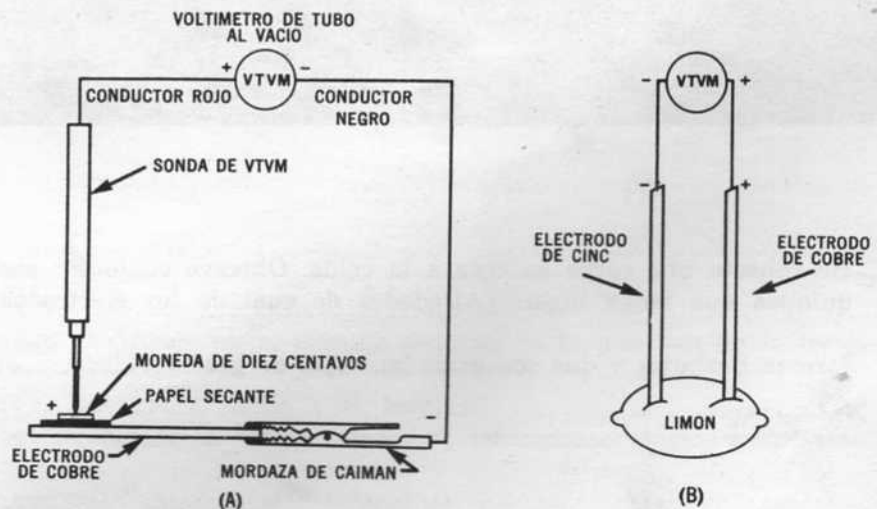 VOLTIMETRO DE TUBO
AL VACIO
+ VTVM -
CONDUCTOR ROJO
CONDUCTOR
NEGRO
SONDA DE VTVM
MONEDA DE DIEZ CENTAVOS
+
PAPEL SECANTE
-
ELECTRODO
DE COBRE
MORDAZA DE CAIMAN
(A)
- VTVM +
- +
ELECTRODO
DE CINC
ELECTRODO
DE COBRE
LIMON
(B)